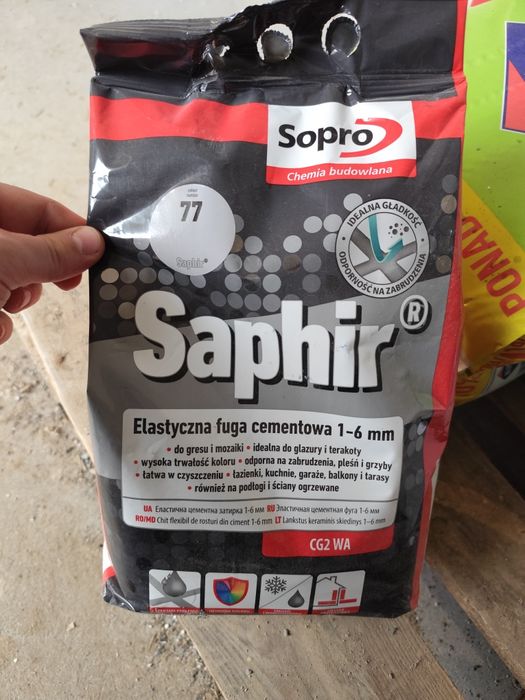 Sopro
Chemia budowlana
77
Saphir®
IDEALNA GŁADKOŚĆ
ODPORNOŚĆ NA ZABRUDZENIA
PONAD
Saphir®
Elastyczna fuga cementowa 1-6 mm
• do gresu i mozaiki • idealna do glazury i terakoty
• wysoka trwałość koloru • odporna na zabrudzenia, pleśń i grzyby
• łatwa w czyszczeniu • łazienki, kuchnie, garaże, balkony i tarasy
• również na podłogi i ściany ogrzewane
UA Еластична цементна затирка 1-6 мм RU Эластичная цементная фуга 1-6 мм
RO/MD Chit flexibil de rosturi din ciment 1-6 mm LT Lankstus keraminis skiedinys 1-6 mm
CG2 WA